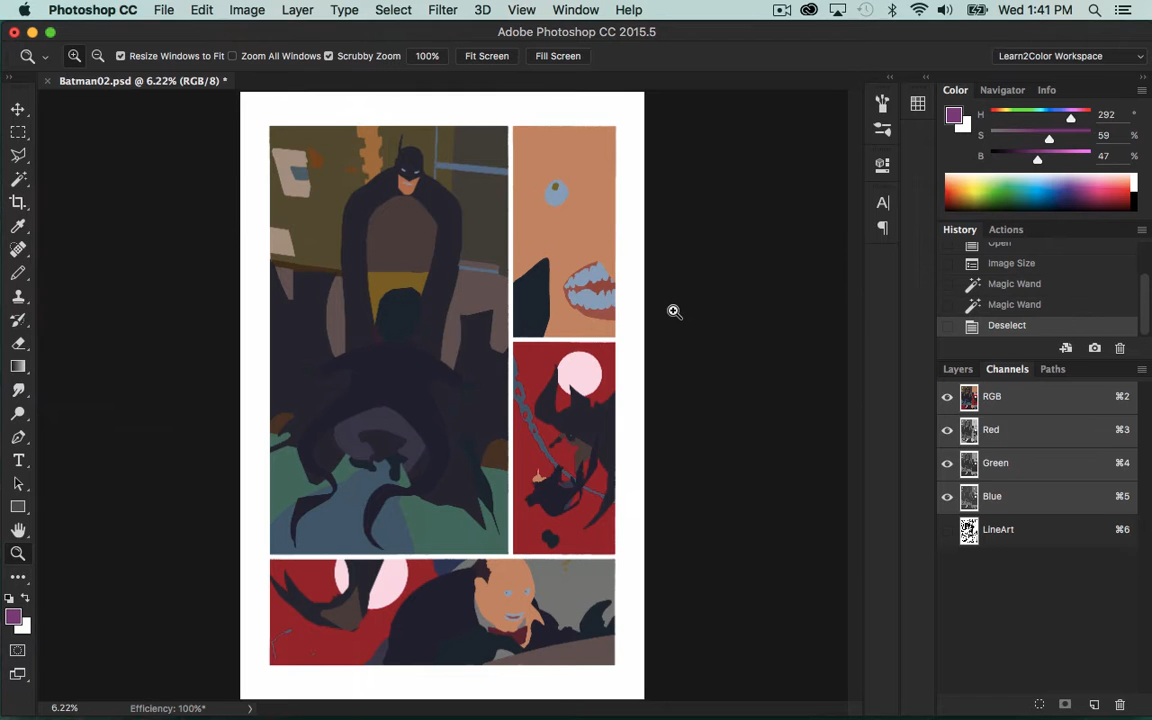 Photoshop CC File Edit Image Layer Type Select Filter 3D View Window Help Wed 1:41 PM
Adobe Photoshop CC 2015.5
Resize Windows to Fit Zoom All Windows Scrubby Zoom 100% Fit Screen Fill Screen Learn2Color Workspace
Batman02.psd @ 6.22% (RGB/8) *
Color Navigator Info
H 292 °
S 59 %
B 47 %
History Actions
Open
Image Size
Magic Wand
Magic Wand
Deselect
Layers Channels Paths
RGB ⌘2
Red ⌘3
Green ⌘4
Blue ⌘5
LineArt ⌘6
6.22% Efficiency: 100%*